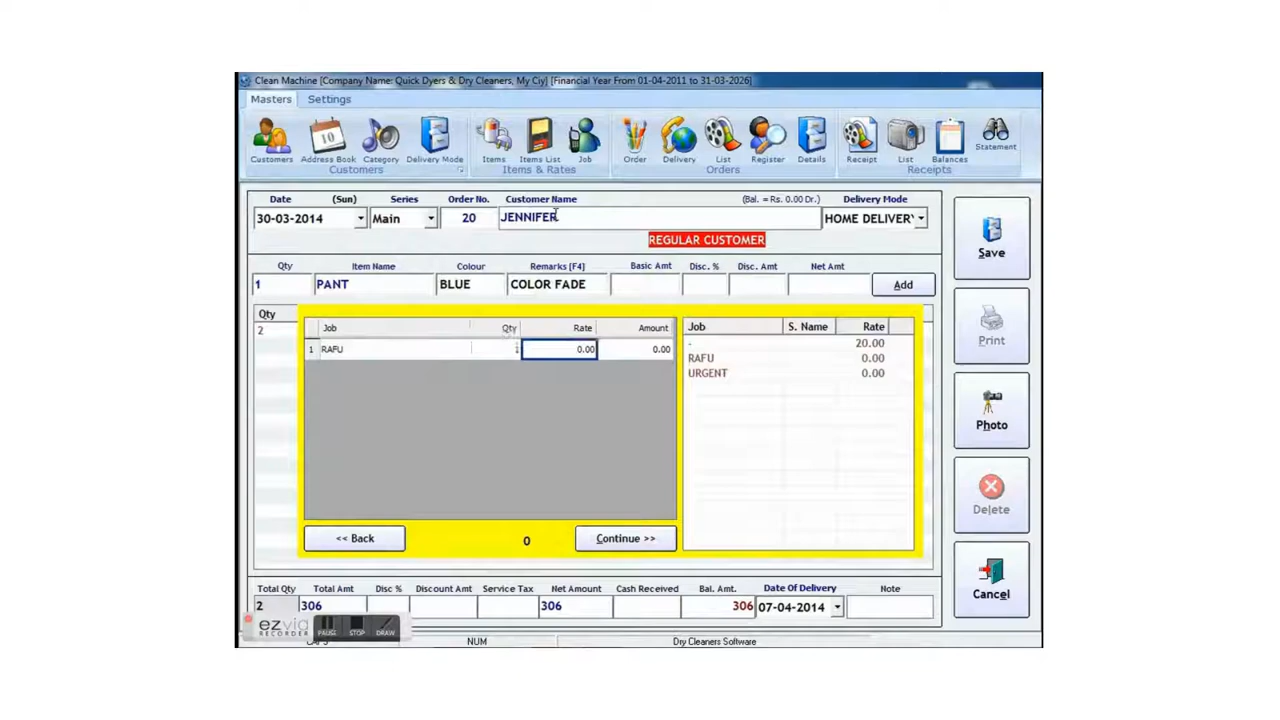 Clean Machine [Company Name: Quick Dyers & Dry Cleaners, My Ciy] [Financial Year From 01-04-2011 to 31-03-2026]
Masters Settings
Customers Address Book Category Delivery Mode Items Items List Job Order Delivery List Register Details Receipt List Balances Statement
Customers Items & Rates Orders Receipts
Date (Sun) Series Order No. Customer Name (Bal. = Rs. 0.00 Dr.) Delivery Mode
30-03-2014 Main 20 JENNIFER HOME DELIVERY
REGULAR CUSTOMER
Save
Qty Item Name Colour Remarks [F4] Basic Amt Disc. % Disc. Amt Net Amt
1 PANT BLUE COLOR FADE Add
Qty
2
Job Qty Rate Amount
1 RAFU 1 0.00 0.00
Job S. Name Rate
- 20.00
RAFU 0.00
URGENT 0.00
Print
Photo
Delete
<< Back 0 Continue >>
Total Qty Total Amt Disc % Discount Amt Service Tax Net Amount Cash Received Bal. Amt. Date Of Delivery Note
2 306 306 306 07-04-2014
Cancel
ezvid
RECORDER
PAUSE STOP DRAW
CAPS NUM Dry Cleaners Software